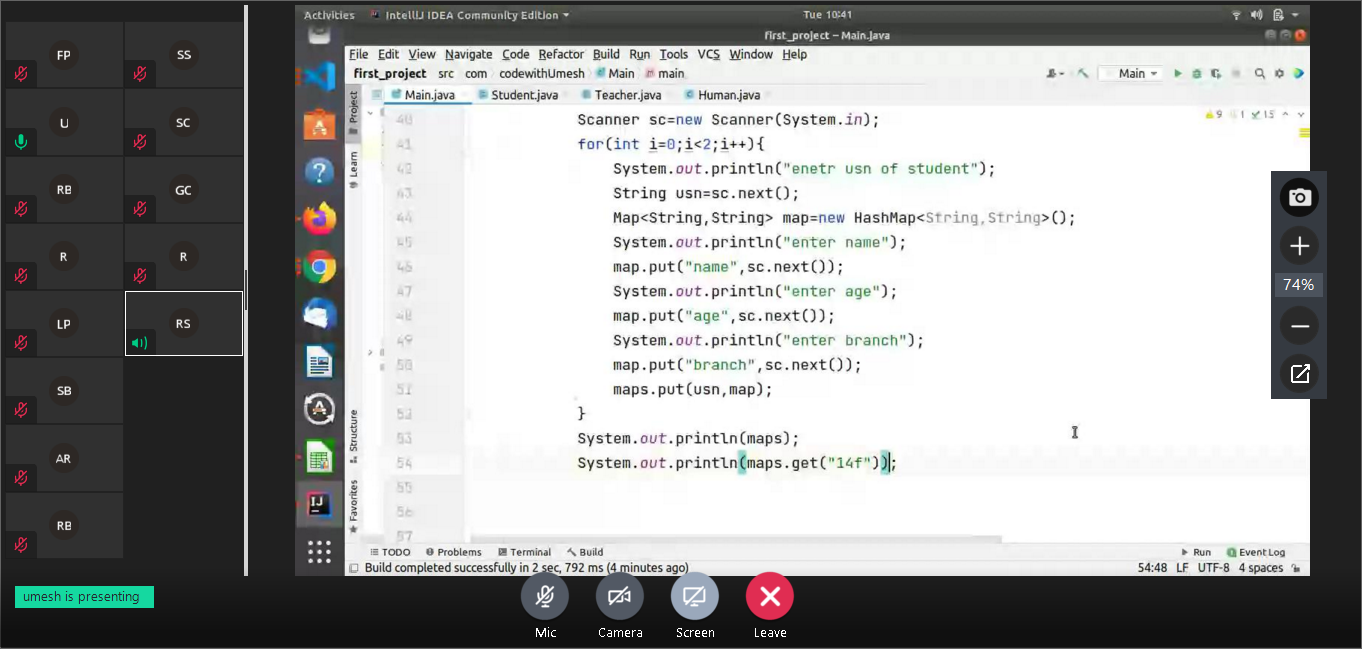 FP
SS
U
SC
RB
GC
R
R
LP
RS
SB
AR
RB
umesh is presenting
Activities IntelliJ IDEA Community Edition Tue 10:41
first_project – Main.java
File Edit View Navigate Code Refactor Build Run Tools VCS Window Help
first_project src com codewithUmesh Main main Main
Main.java Student.java Teacher.java Human.java
Project
Learn
Structure
Favorites
9 1 15
40 Scanner sc=new Scanner(System.in);
41 for(int i=0;i<2;i++){
42 System.out.println("enetr usn of student");
43 String usn=sc.next();
44 Map<String,String> map=new HashMap<String,String>();
45 System.out.println("enter name");
46 map.put("name",sc.next());
47 System.out.println("enter age");
48 map.put("age",sc.next());
49 System.out.println("enter branch");
50 map.put("branch",sc.next());
51 maps.put(usn,map);
52 }
53 System.out.println(maps);
54 System.out.println(maps.get("14f"));
55
56
57
TODO Problems Terminal Build Run Event Log
Build completed successfully in 2 sec, 792 ms (4 minutes ago) 54:48 LF UTF-8 4 spaces
74%
Mic Camera Screen Leave